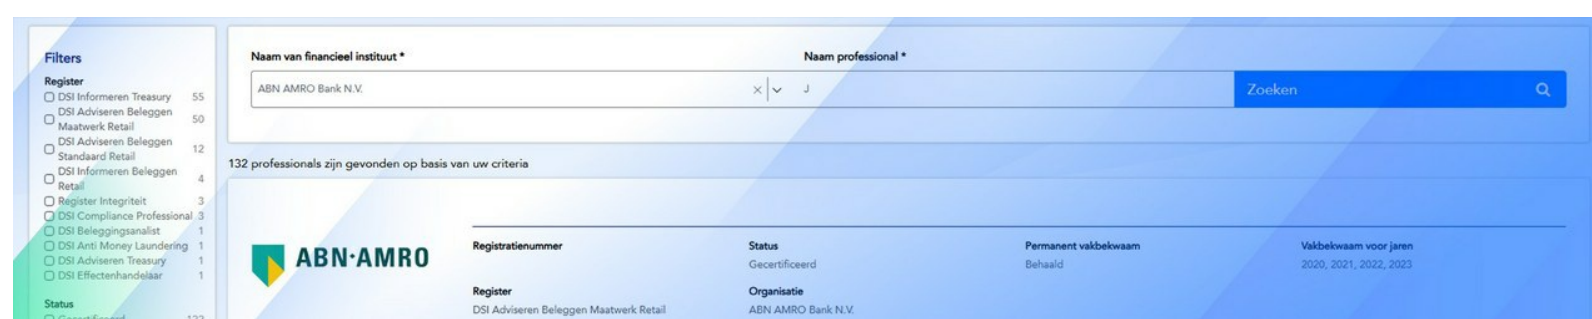 Filters
Register
DSI Informeren Treasury 55
DSI Adviseren Beleggen
Maatwerk Retail 50
DSI Adviseren Beleggen
Standaard Retail 12
DSI Informeren Beleggen
Retail 4
Register Integriteit 3
DSI Compliance Professional 3
DSI Beleggingsanalist 1
DSI Anti Money Laundering 1
DSI Adviseren Treasury 1
DSI Effectenhandelaar 1
Status
Gecertificeerd 132
Naam van financieel instituut * Naam professional *
ABN AMRO Bank N.V. J Zoeken
132 professionals zijn gevonden op basis van uw criteria
ABN·AMRO
Registratienummer Status Permanent vakbekwaam Vakbekwaam voor jaren
Gecertificeerd Behaald 2020, 2021, 2022, 2023
Register Organisatie
DSI Adviseren Beleggen Maatwerk Retail ABN AMRO Bank N.V.